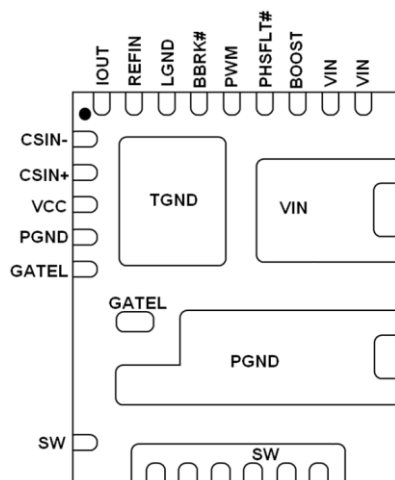 IOUT
REFIN
LGND
BBRK#
PWM
PHSFLT#
BOOST
VIN
VIN
CSIN-
CSIN+
VCC
PGND
GATEL
TGND
VIN
GATEL
PGND
SW
SW